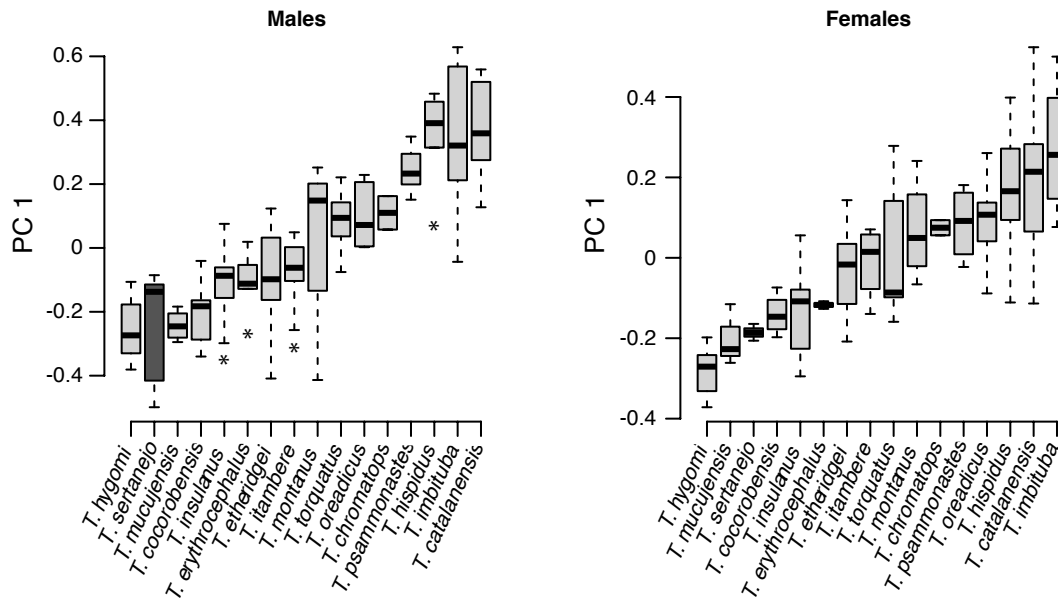 Males
PC 1
0.6
0.4
0.2
0
-0.2
-0.4
*
*
*
*
T. hygomi
T. sertanejo
T. mucujensis
T. cocorobensis
T. insulanus
T. erythrocephalus
T. etheridgei
T. itambere
T. montanus
T. torquatus
T. oreadicus
T. chromatops
T. psammonastes
T. hispidus
T. imbituba
T. catalanensis
Females
PC 1
0.4
0.2
0
-0.2
-0.4
T. hygomi
T. mucujensis
T. sertanejo
T. cocorobensis
T. insulanus
T. erythrocephalus
T. etheridgei
T. itambere
T. torquatus
T. montanus
T. chromatops
T. psammonastes
T. oreadicus
T. hispidus
T. catalanensis
T. imbituba